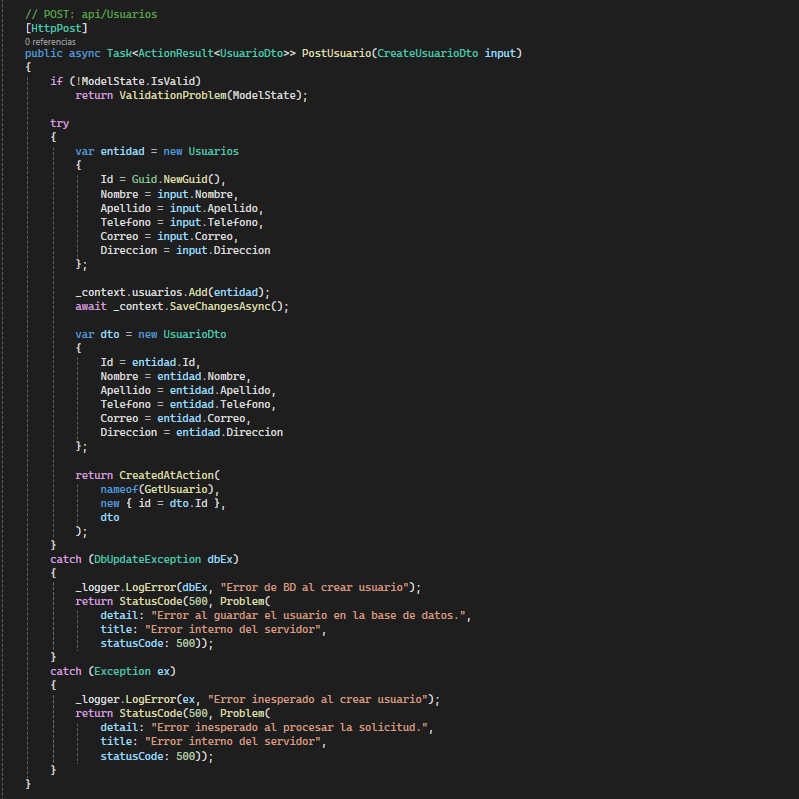 // POST: api/Usuarios
[HttpPost]
0 referencias
public async Task<ActionResult<UsuarioDto>> PostUsuario(CreateUsuarioDto input)
{
if (!ModelState.IsValid)
return ValidationProblem(ModelState);
try
{
var entidad = new Usuarios
{
Id = Guid.NewGuid(),
Nombre = input.Nombre,
Apellido = input.Apellido,
Telefono = input.Telefono,
Correo = input.Correo,
Direccion = input.Direccion
};
_context.usuarios.Add(entidad);
await _context.SaveChangesAsync();
var dto = new UsuarioDto
{
Id = entidad.Id,
Nombre = entidad.Nombre,
Apellido = entidad.Apellido,
Telefono = entidad.Telefono,
Correo = entidad.Correo,
Direccion = entidad.Direccion
};
return CreatedAtAction(
nameof(GetUsuario),
new { id = dto.Id },
dto
);
}
catch (DbUpdateException dbEx)
{
_logger.LogError(dbEx, "Error de BD al crear usuario");
return StatusCode(500, Problem(
detail: "Error al guardar el usuario en la base de datos.",
title: "Error interno del servidor",
statusCode: 500));
}
catch (Exception ex)
{
_logger.LogError(ex, "Error inesperado al crear usuario");
return StatusCode(500, Problem(
detail: "Error inesperado al procesar la solicitud.",
title: "Error interno del servidor",
statusCode: 500));
}
}